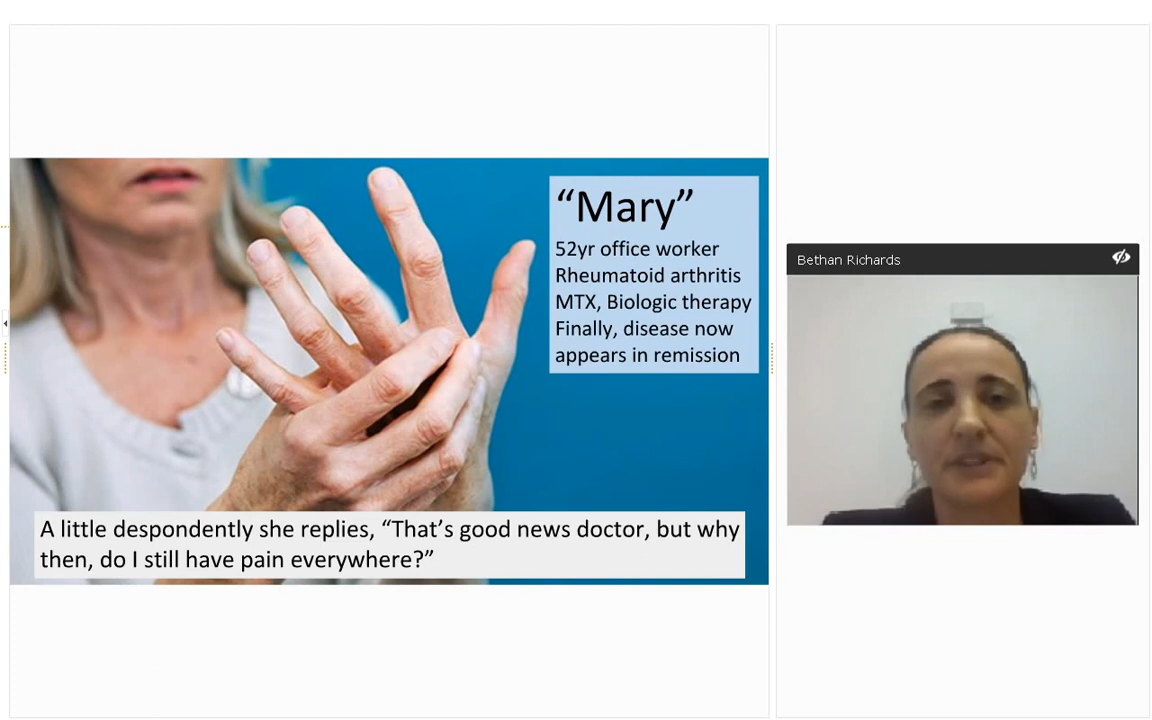 “Mary”
52yr office worker
Rheumatoid arthritis
MTX, Biologic therapy
Finally, disease now
appears in remission
A little despondently she replies, “That’s good news doctor, but why
then, do I still have pain everywhere?”
Bethan Richards